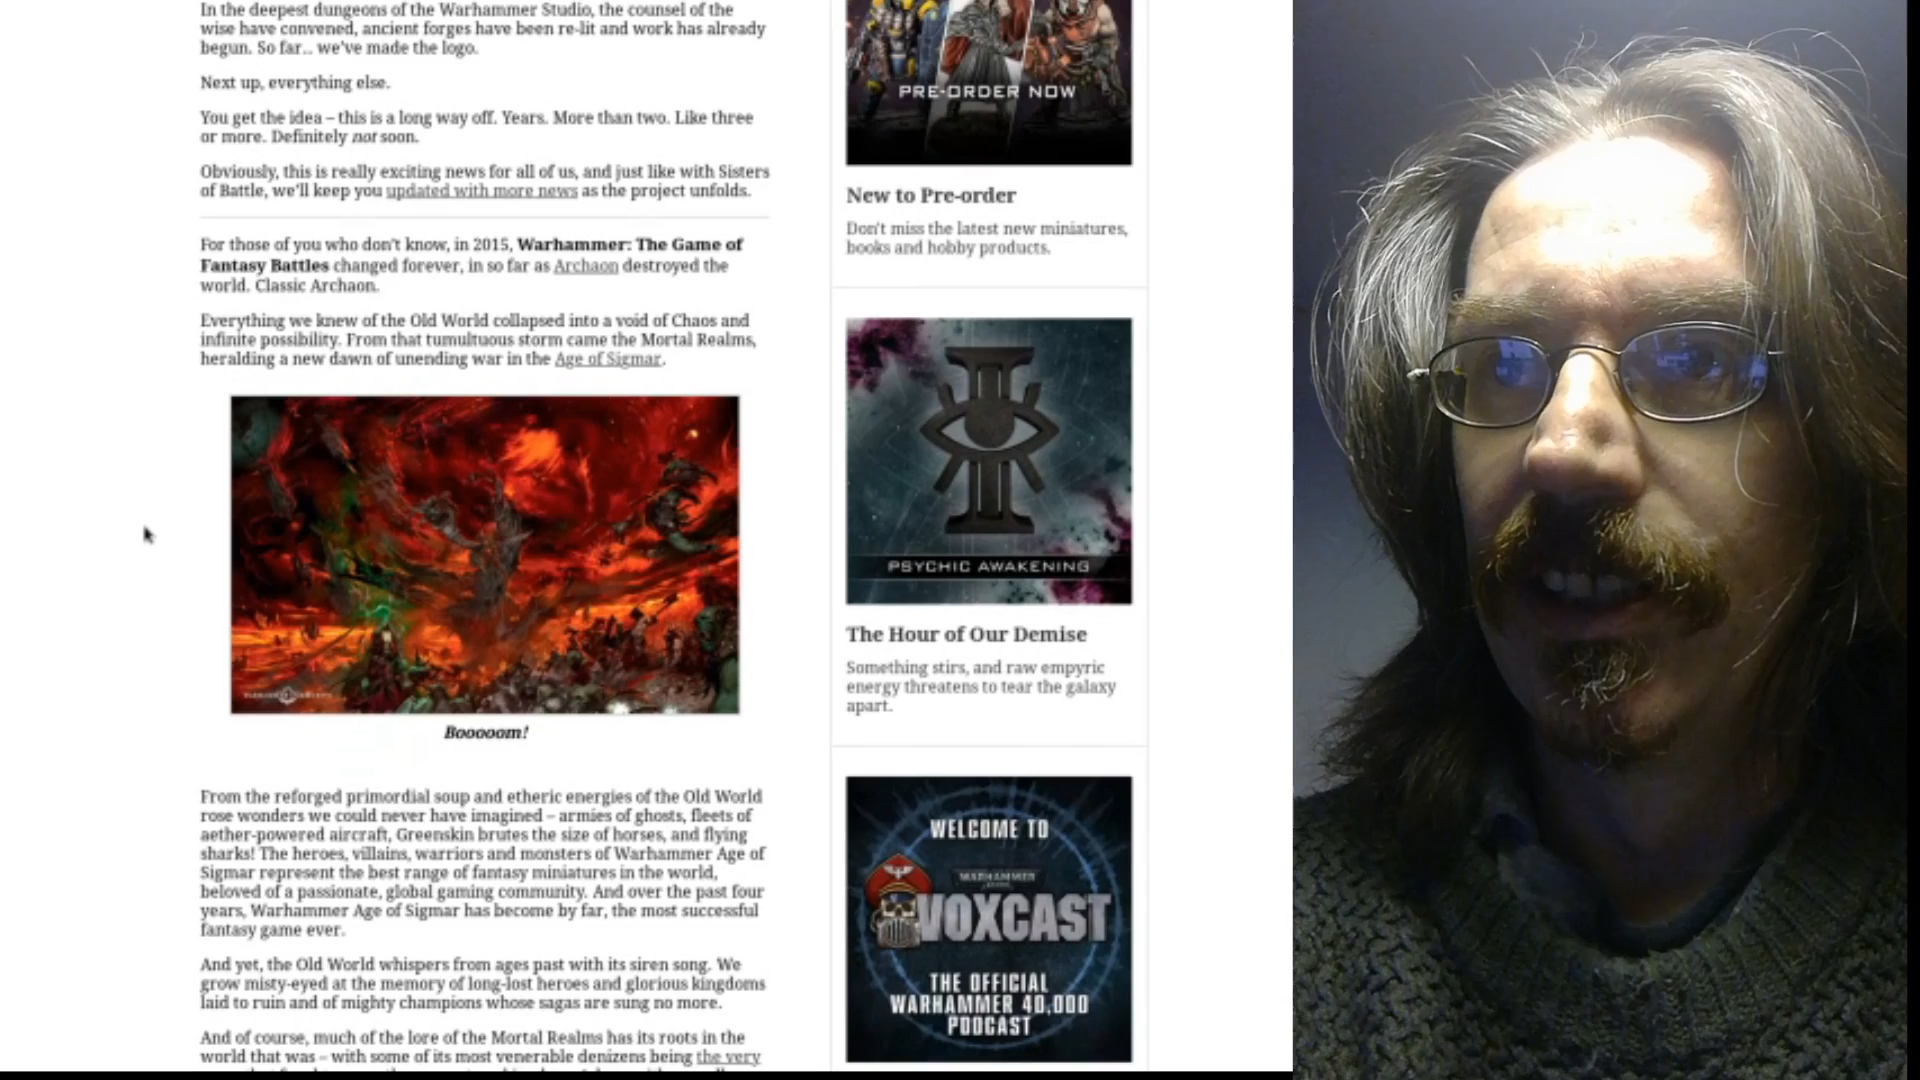 In the deepest dungeons of the Warhammer Studio, the counsel of the
wise have convened, ancient forges have been re-lit and work has already
begun. So far... we've made the logo.
Next up, everything else.
You get the idea – this is a long way off. Years. More than two. Like three
or more. Definitely not soon.
Obviously, this is really exciting news for all of us, and just like with Sisters
of Battle, we'll keep you updated with more news as the project unfolds.
For those of you who don't know, in 2015, Warhammer: The Game of
Fantasy Battles changed forever, in so far as Archaon destroyed the
world. Classic Archaon.
Everything we knew of the Old World collapsed into a void of Chaos and
infinite possibility. From that tumultuous storm came the Mortal Realms,
heralding a new dawn of unending war in the Age of Sigmar.
Booooom!
From the reforged primordial soup and etheric energies of the Old World
rose wonders we could never have imagined – armies of ghosts, fleets of
aether-powered aircraft, Greenskin brutes the size of horses, and flying
sharks! The heroes, villains, warriors and monsters of Warhammer Age of
Sigmar represent the best range of fantasy miniatures in the world,
beloved of a passionate, global gaming community. And over the past four
years, Warhammer Age of Sigmar has become by far, the most successful
fantasy game ever.
And yet, the Old World whispers from ages past with its siren song. We
grow misty-eyed at the memory of long-lost heroes and glorious kingdoms
laid to ruin and of mighty champions whose sagas are sung no more.
And of course, much of the lore of the Mortal Realms has its roots in the
world that was – with some of its most venerable denizens being the very
PRE-ORDER NOW
New to Pre-order
Don't miss the latest new miniatures,
books and hobby products.
PSYCHIC AWAKENING
The Hour of Our Demise
Something stirs, and raw empyric
energy threatens to tear the galaxy
apart.
WELCOME TO
WARHAMMER
VOXCAST
THE OFFICIAL
WARHAMMER 40,000
PODCAST